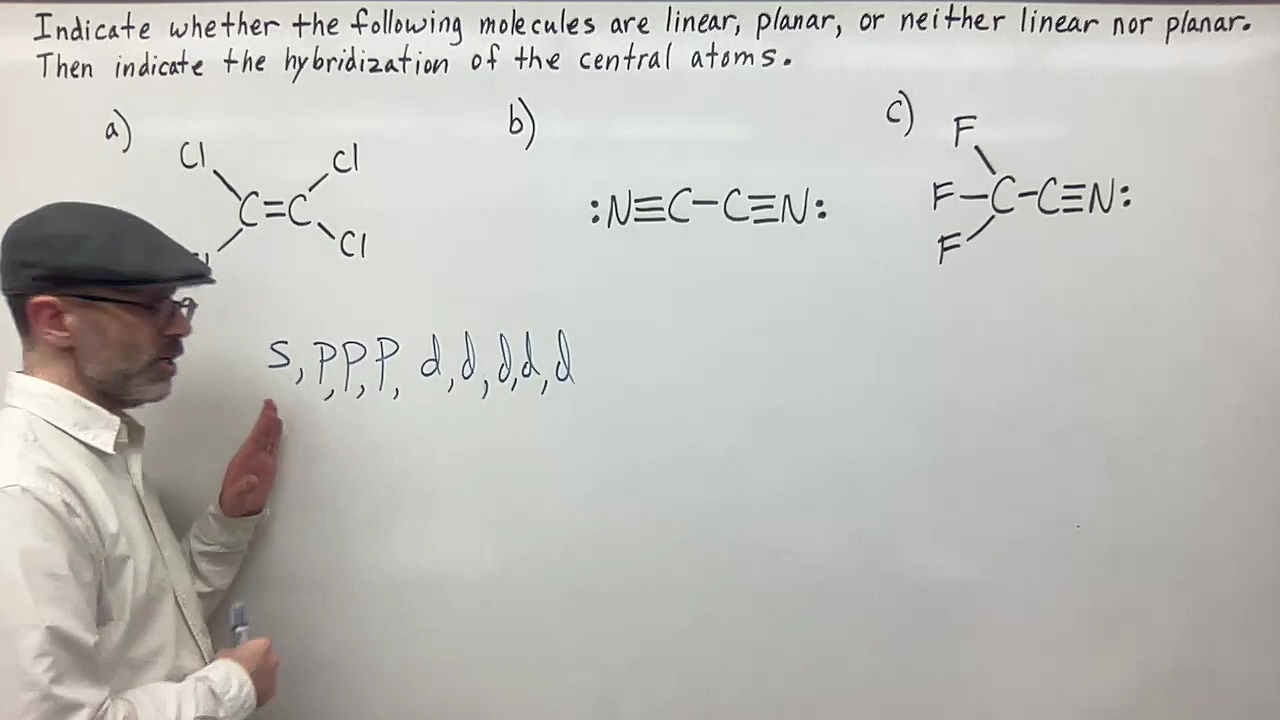 Indicate whether the following molecules are linear, planar, or neither linear nor planar.
Then indicate the hybridization of the central atoms.
a)
Cl Cl
C=C
Cl
b)
:N≡C-C≡N:
c)
F
F-C-C≡N:
F
s, p, p, p, d, d, d, d, d